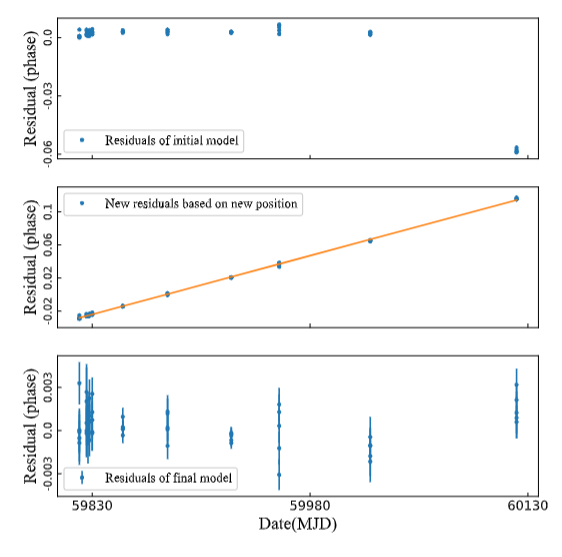 Residual (phase)
0.0
-0.03
-0.06
Residuals of initial model
Residual (phase)
0.1
0.06
0.02
-0.02
New residuals based on new position
Residual (phase)
0.003
0.0
-0.003
Residuals of final model
59830 59980 60130
Date(MJD)